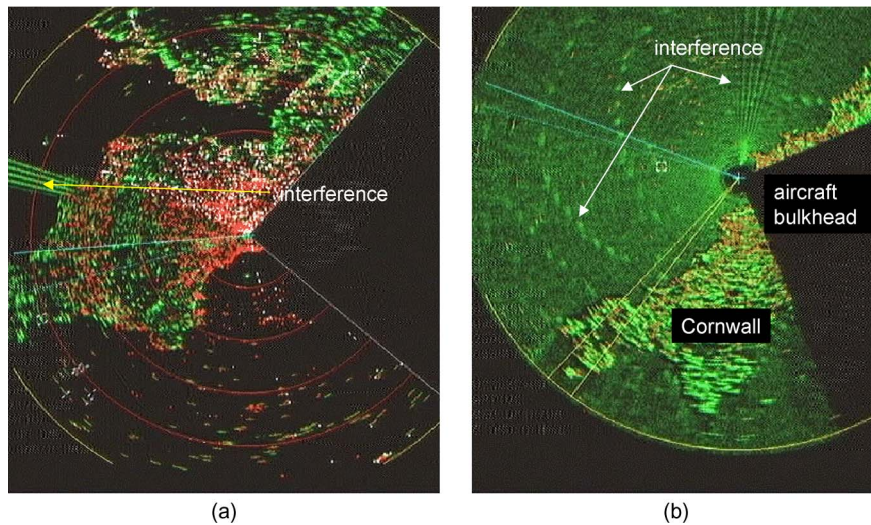 interference
interference
aircraft
bulkhead
Cornwall
(a)
(b)